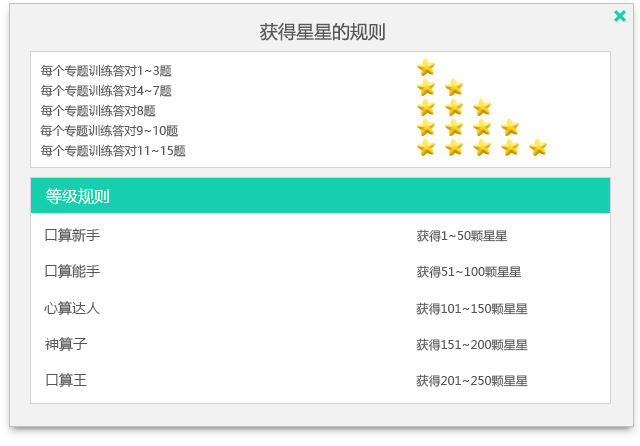 获得星星的规则
每个专题训练答对1~3题
每个专题训练答对4~7题
每个专题训练答对8题
每个专题训练答对9~10题
每个专题训练答对11~15题
等级规则
口算新手 获得1~50颗星星
口算能手 获得51~100颗星星
心算达人 获得101~150颗星星
神算子 获得151~200颗星星
口算王 获得201~250颗星星